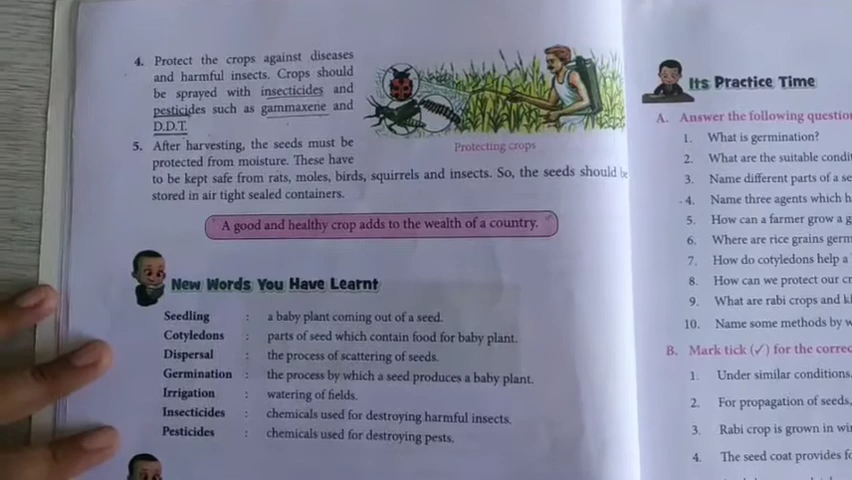 4. Protect the crops against diseases
and harmful insects. Crops should
be sprayed with insecticides and
pesticides such as gammaxene and
D.D.T.
5. After harvesting, the seeds must be
protected from moisture. These have
to be kept safe from rats, moles, birds, squirrels and insects. So, the seeds should be
stored in air tight sealed containers.
Protecting crops
A good and healthy crop adds to the wealth of a country.
New Words You Have Learnt
Seedling : a baby plant coming out of a seed.
Cotyledons : parts of seed which contain food for baby plant.
Dispersal : the process of scattering of seeds.
Germination : the process by which a seed produces a baby plant.
Irrigation : watering of fields.
Insecticides : chemicals used for destroying harmful insects.
Pesticides : chemicals used for destroying pests.
Its Practice Time
A. Answer the following
1. What is germination?
2. What are the suitable
3. Name different parts of a
4. Name three agents which
5. How can a farmer grow a
6. Where are rice grains
7. How do cotyledons help a
8. How can we protect our
9. What are rabi crops and
10. Name some methods by
B. Mark tick (✓) for the
1. Under similar conditions
2. For propagation of seeds,
3. Rabi crop is grown in
4. The seed coat provides